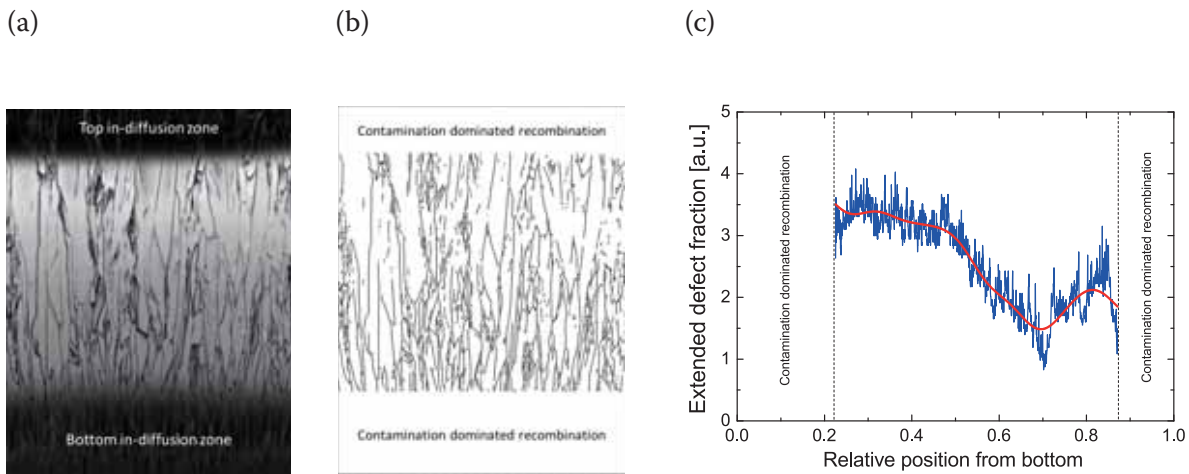 (a)
(b)
(c)
Top in-diffusion zone
Bottom in-diffusion zone
Contamination dominated recombination
Contamination dominated recombination
Extended defect fraction [a.u.]
5
4
3
2
1
0
Contamination dominated recombination
Contamination dominated recombination
0.0 0.2 0.4 0.6 0.8 1.0
Relative position from bottom